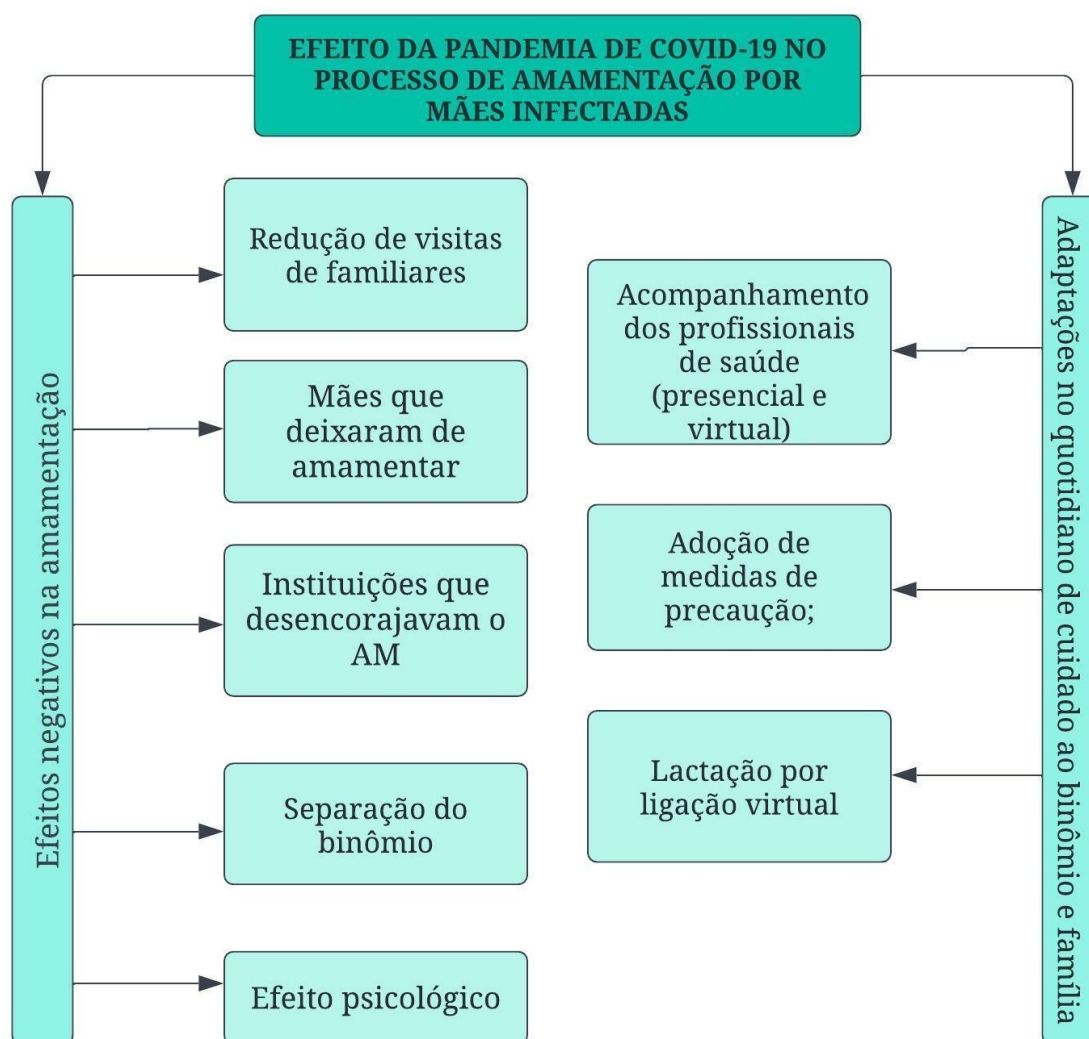 EFEITO DA PANDEMIA DE COVID-19 NO
PROCESSO DE AMAMENTAÇÃO POR
MÃES INFECTADAS
Efeitos negativos na amamentação
Redução de visitas
de familiares
Mães que
deixaram de
amamentar
Instituições que
desencorajavam o
AM
Separação do
binômio
Efeito psicológico
Adaptações no quotidiano de cuidado ao binômio e família
Acompanhamento
dos profissionais
de saúde
(presencial e
virtual)
Adoção de
medidas de
precaução;
Lactação por
ligação virtual